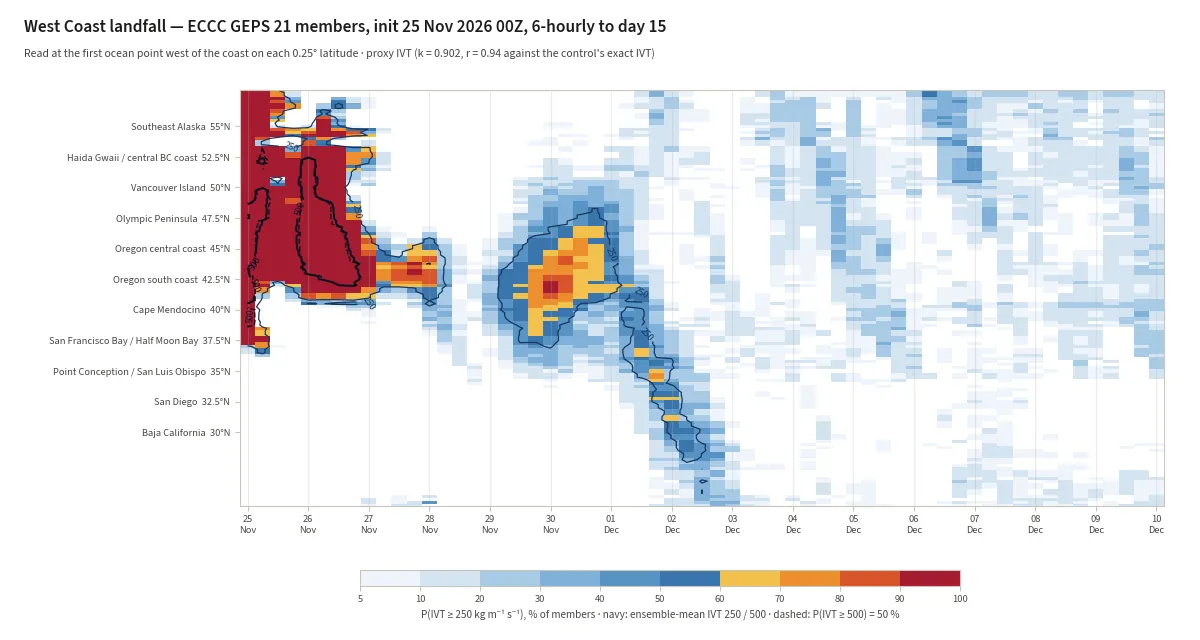 West Coast landfall — ECCC GEPS 21 members, init 25 Nov 2026 00Z, 6-hourly to day 15
Read at the first ocean point west of the coast on each 0.25° latitude · proxy IVT (k = 0.902, r = 0.94 against the control's exact IVT)
Southeast Alaska 55°N
Haida Gwaii / central BC coast 52.5°N
Vancouver Island 50°N
Olympic Peninsula 47.5°N
Oregon central coast 45°N
Oregon south coast 42.5°N
Cape Mendocino 40°N
San Francisco Bay / Half Moon Bay 37.5°N
Point Conception / San Luis Obispo 35°N
San Diego 32.5°N
Baja California 30°N
25 26 27 28 29 30 01 02 03 04 05 06 07 08 09 10
Nov Nov Nov Nov Nov Nov Dec Dec Dec Dec Dec Dec Dec Dec Dec Dec
5 10 20 30 40 50 60 70 80 90 100
P(IVT ≥ 250 kg m⁻¹ s⁻¹), % of members · navy: ensemble-mean IVT 250 / 500 · dashed: P(IVT ≥ 500) = 50 %